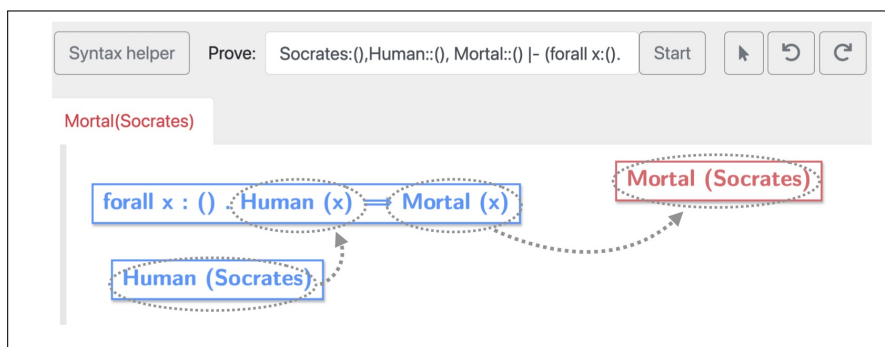 Syntax helper Prove: Socrates:(),Human::(), Mortal::() |- (forall x:(). Start
Mortal(Socrates)
Mortal (Socrates)
forall x : () . Human (x) ⟹ Mortal (x)
Human (Socrates)